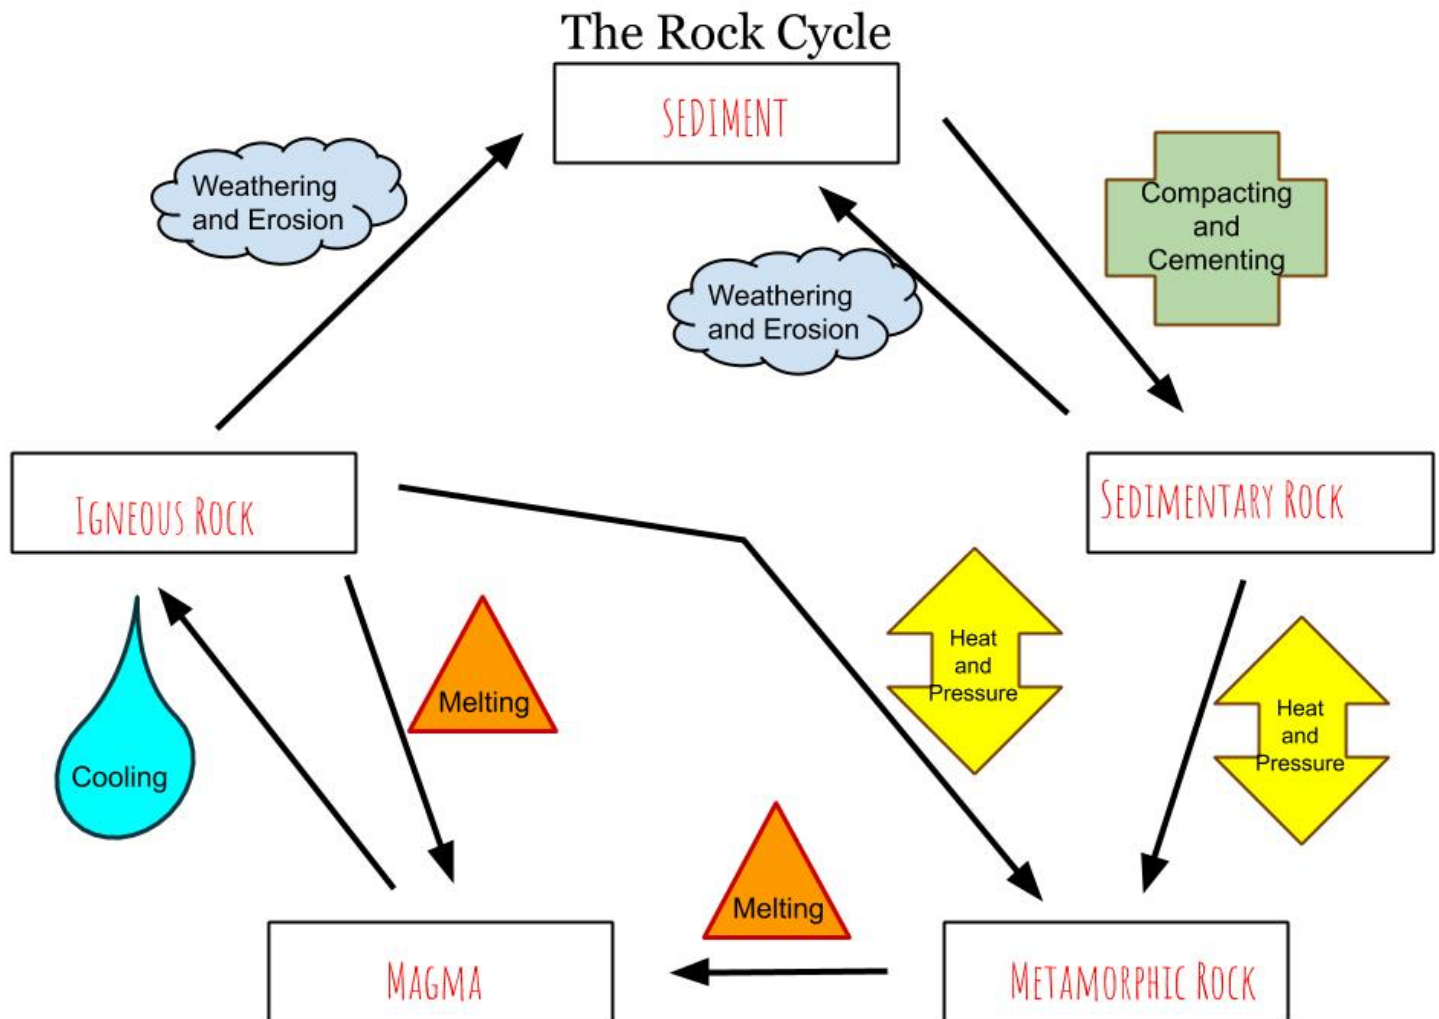 The Rock Cycle
SEDIMENT
Weathering
and Erosion
Compacting
and
Cementing
Weathering
and Erosion
IGNEOUS ROCK
SEDIMENTARY ROCK
Heat
and
Pressure
Melting
Heat
and
Pressure
Cooling
Melting
MAGMA
METAMORPHIC ROCK